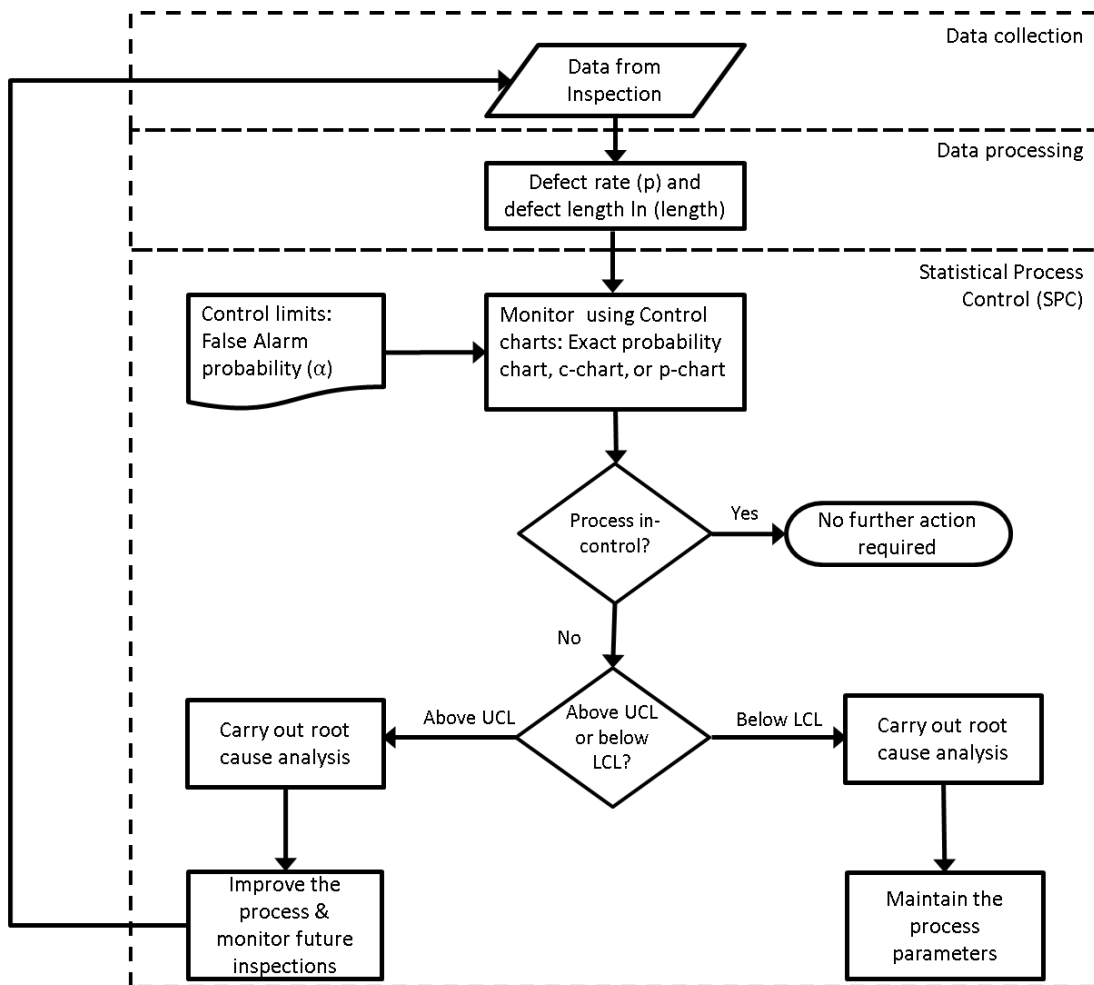 Data collection
Data from
Inspection
Data processing
Defect rate (p) and
defect length ln (length)
Statistical Process
Control (SPC)
Control limits:
False Alarm
probability (α)
Monitor using Control
charts: Exact probability
chart, c-chart, or p-chart
Process in-
control?
Yes
No further action
required
No
Above UCL
or below
LCL?
Above UCL
Below LCL
Carry out root
cause analysis
Carry out root
cause analysis
Improve the
process &
monitor future
inspections
Maintain the
process
parameters